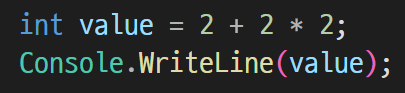 int value = 2 + 2 * 2;
Console.WriteLine(value);